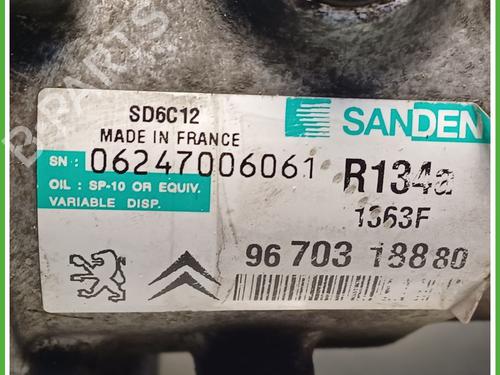 SD6C12
MADE IN FRANCE
SANDEN
SN: 06247006061
R134a
OIL : SP-10 OR EQUIV.
VARIABLE DISP.
1363F
96 703 188 80
B-PARTS